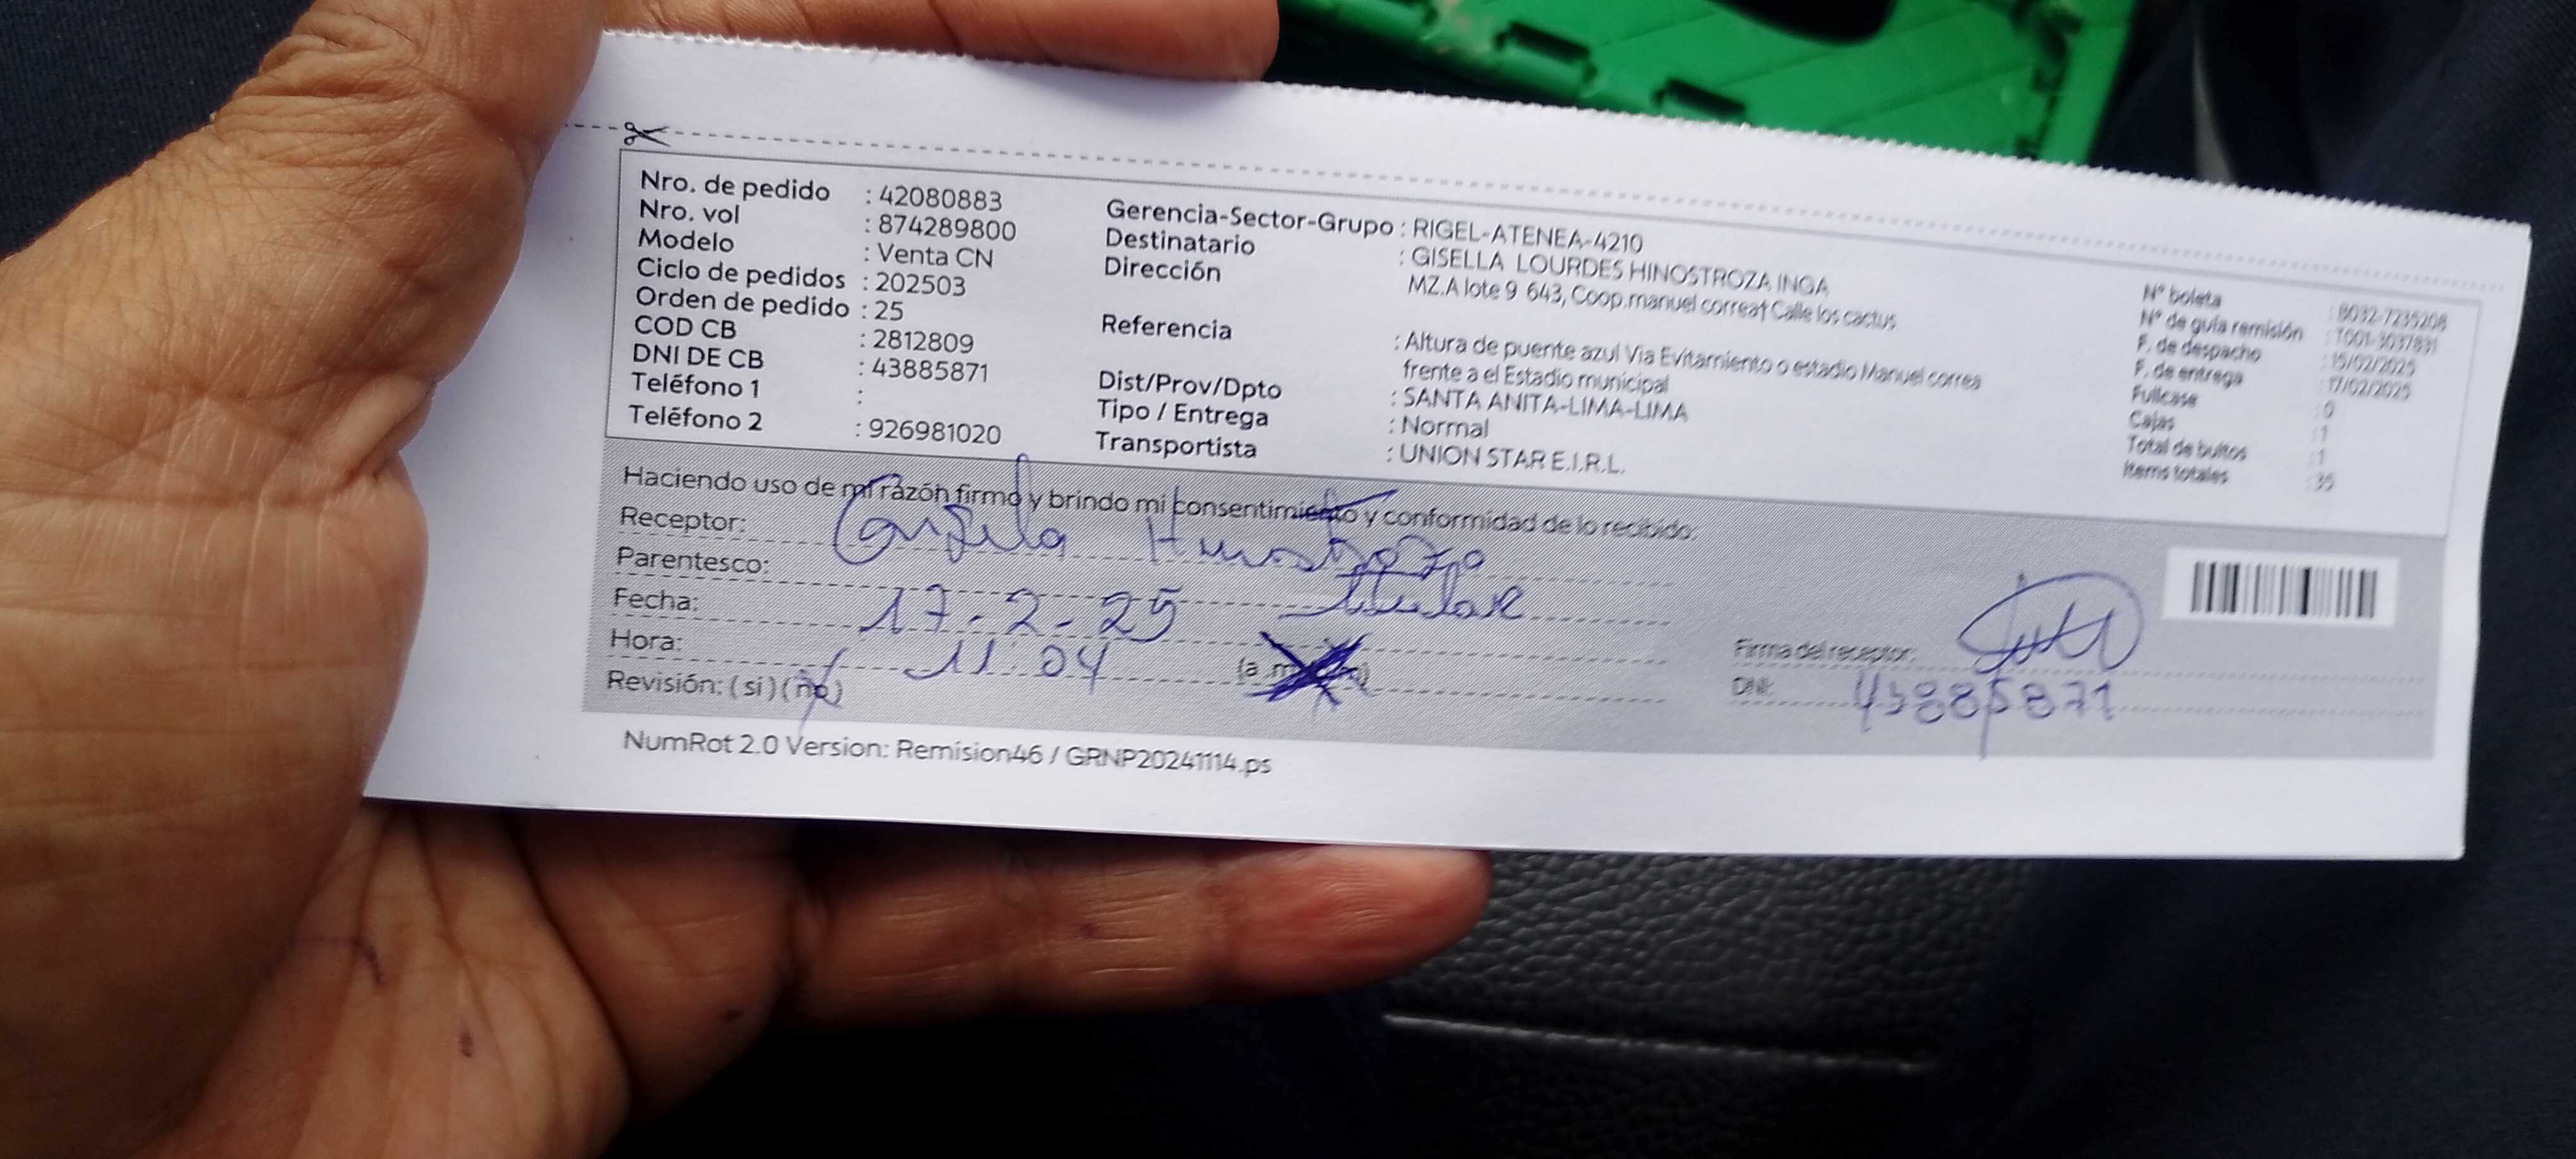 Nro. de pedido : 42080883
Nro. vol : 874289800
Modelo : Venta CN
Ciclo de pedidos : 202503
Orden de pedido : 25
COD CB : 2812809
DNI DE CB : 43885871
Teléfono 1 :
Teléfono 2 : 926981020
Gerencia-Sector-Grupo : RIGEL-ATENEA-4210
Destinatario : GISELLA LOURDES HINOSTROZA INGA
Dirección MZ.A lote 9 643, Coop.manuel correa† Calle los cactus
Referencia : Altura de puente azul Via Evitamiento o estadio Manuel correa
frente a el Estadio municipal
Dist/Prov/Dpto : SANTA ANITA-LIMA-LIMA
Tipo / Entrega : Normal
Transportista : UNION STAR E.I.R.L.
N° boleta : B032-7235208
N° de guía remisión : T001-3037831
F. de despacho : 15/02/2025
F. de entrega : 17/02/2025
Fullcase : 0
Cajas : 1
Total de bultos : 1
Items totales : 35
Haciendo uso de mi razón firmo y brindo mi consentimiento y conformidad de lo recibido:
Receptor: Hinostroza
Parentesco: titular
Fecha: 17-2-25
Hora: 11:04 (a.m
Revisión: (si) (no)
Firma del receptor:
DNI: 43885871
NumRot 2.0 Version: Remision46 / GRNP20241114.ps